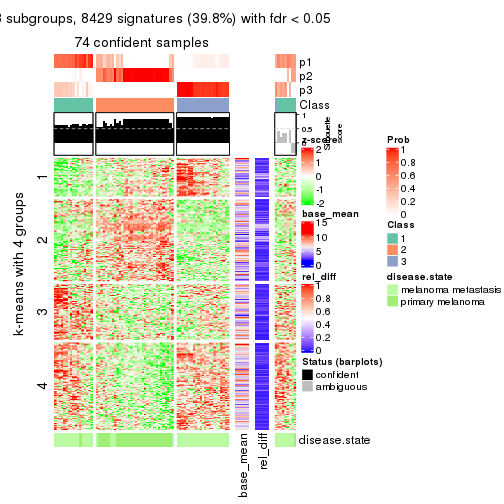 3 subgroups, 8429 signatures (39.8%) with fdr < 0.05
74 confident samples
p1
p2
p3
Class
1
0.5
0
Silhouette
score
k-means with 4 groups
1
2
3
4
z-score
2
1
0
-1
-2
base_mean
15
10
5
0
rel_diff
1
0.8
0.6
0.4
0.2
0
Status (barplots)
confident
ambiguous
Prob
1
0.8
0.6
0.4
0.2
0
Class
1
2
3
disease.state
melanoma metastasis
primary melanoma
disease.state
base_mean
rel_diff